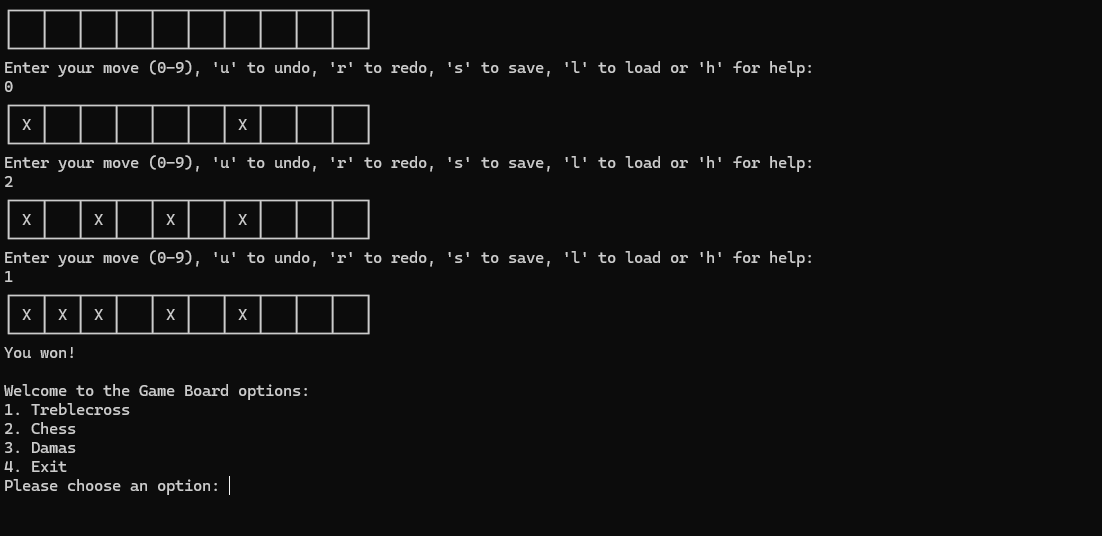 Enter your move (0-9), 'u' to undo, 'r' to redo, 's' to save, 'l' to load or 'h' for help:
0
X X
Enter your move (0-9), 'u' to undo, 'r' to redo, 's' to save, 'l' to load or 'h' for help:
2
X X X X
Enter your move (0-9), 'u' to undo, 'r' to redo, 's' to save, 'l' to load or 'h' for help:
1
X X X X X
You won!
Welcome to the Game Board options:
1. Treblecross
2. Chess
3. Damas
4. Exit
Please choose an option: